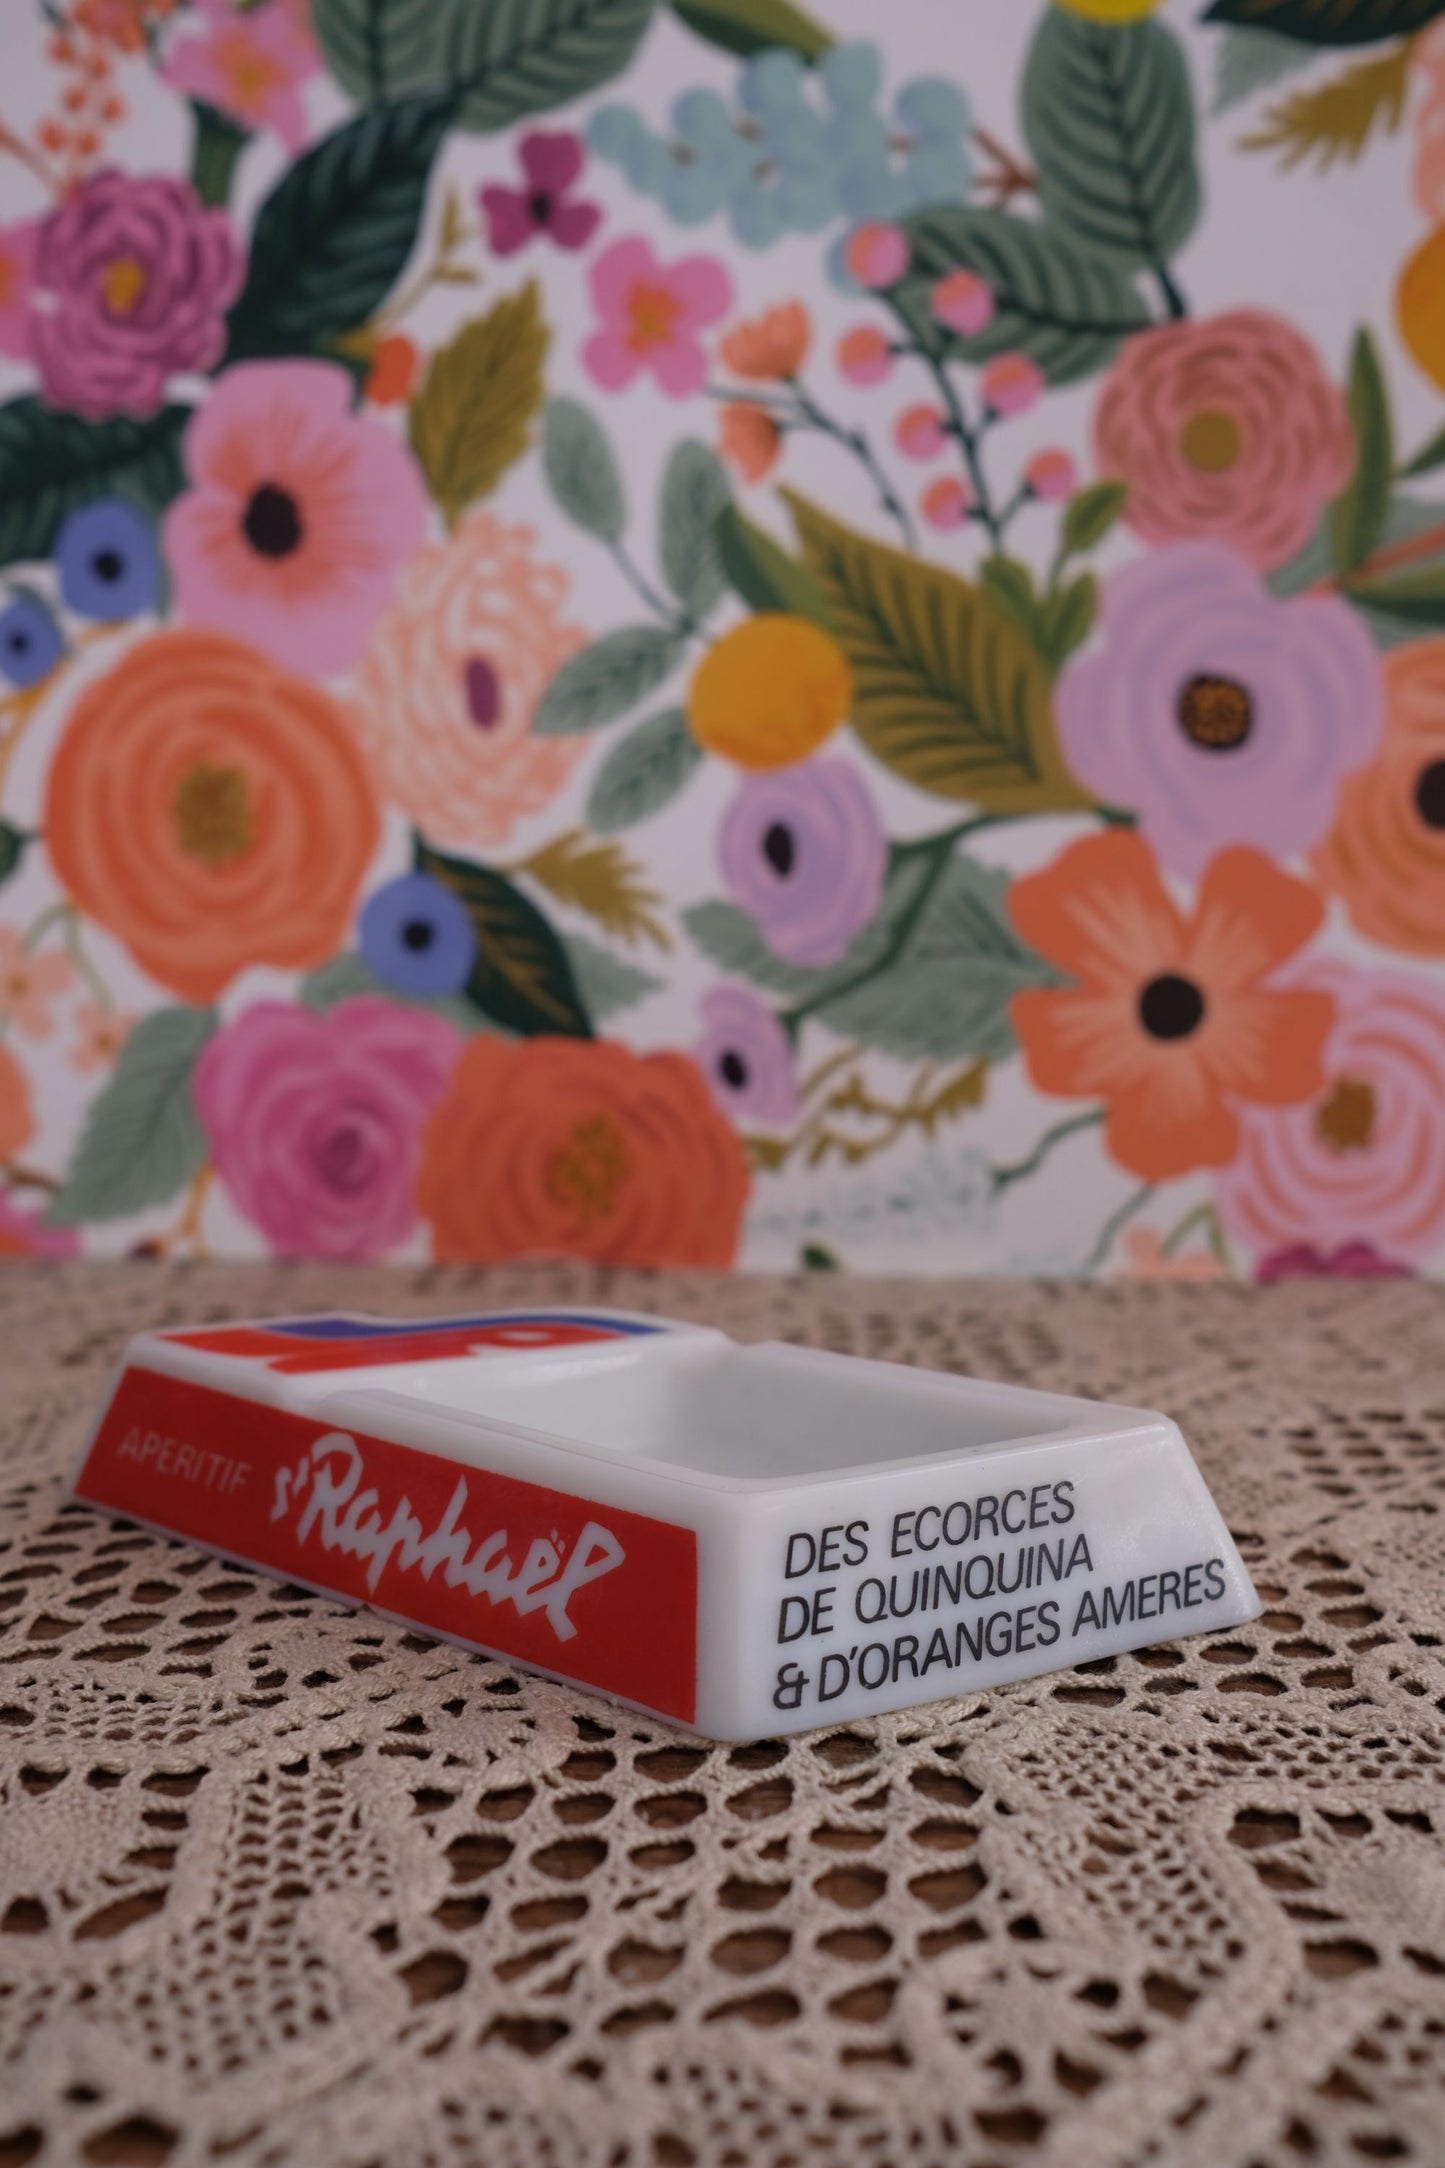 APERITIF
St Raphaël
DES ECORCES
DE QUINQUINA
& D'ORANGES AMERES